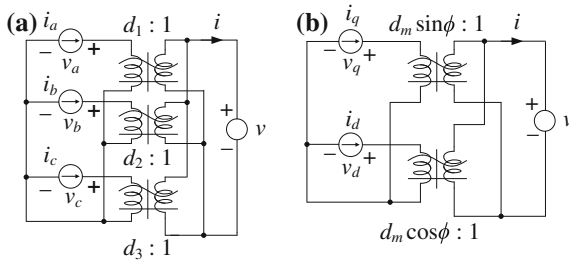 (a)
i_a
d_1 : 1
i
− +
v_a
i_b
− +
v_b
d_2 : 1
i_c
− +
v_c
d_3 : 1
+
v
−
(b)
i_q
d_m sinϕ : 1
i
− +
v_q
i_d
− +
v_d
d_m cosϕ : 1
+
v
−